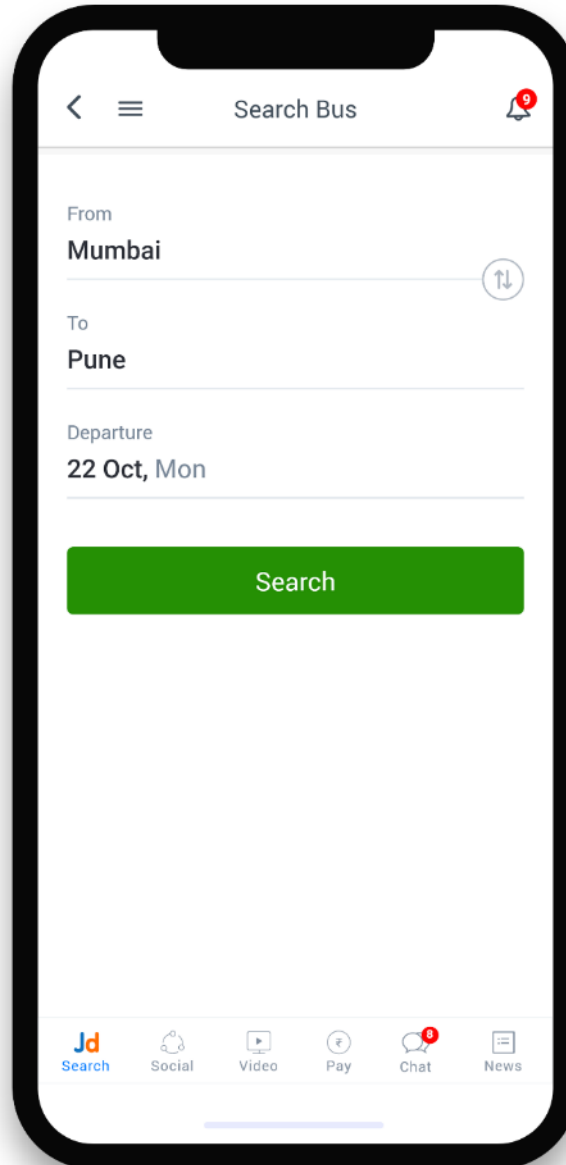 Search Bus
9
From
Mumbai
To
Pune
Departure
22 Oct, Mon
Search
Jd
8
Search Social Video Pay Chat News